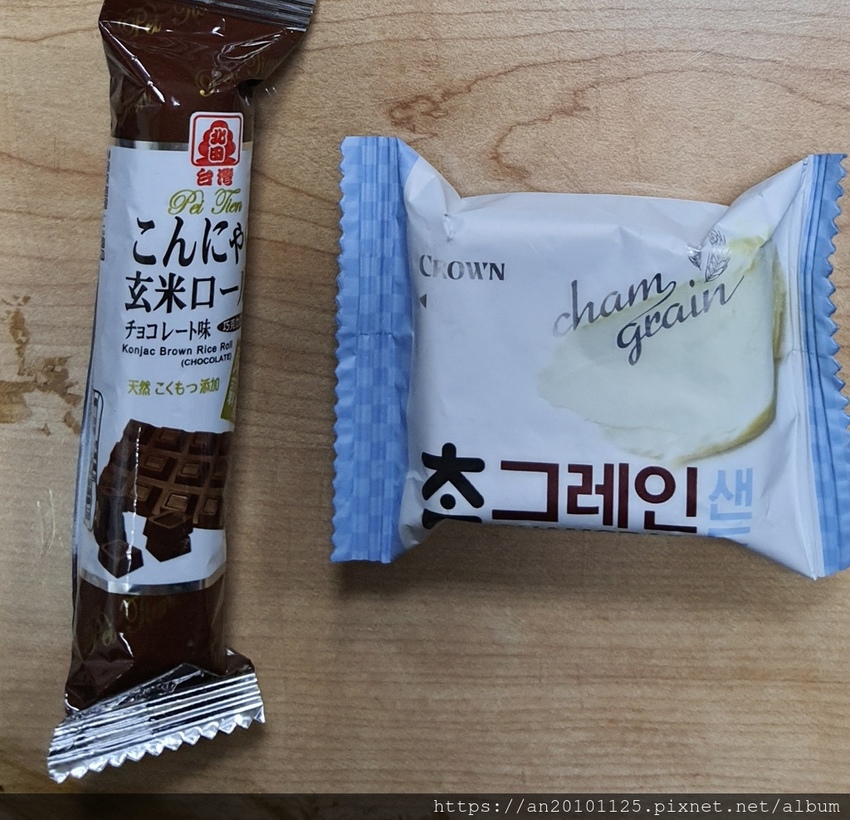 北田
台灣
Pei Tien
こんにゃ
玄米ロール
チョコレート味
Konjac Brown Rice Roll
(CHOCOLATE)
天然 こくもつ 添加
CROWN
cham
grain
참그레인 샌드
https://an20101125.pixnet.net/album